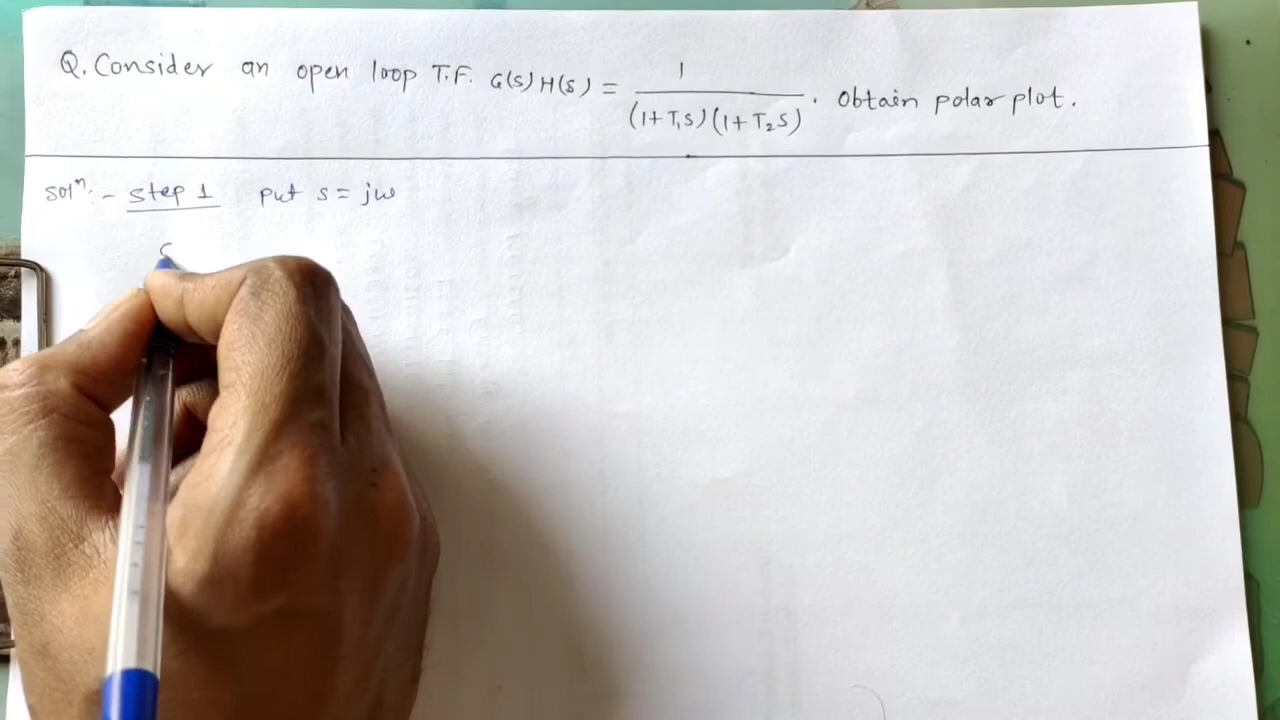 Q. Consider an open loop T.F. G(S) H(S) = 1 / (1+T₁S) (1+T₂S) . Obtain polar plot.
Solⁿ:- Step 1 put s = jω
G